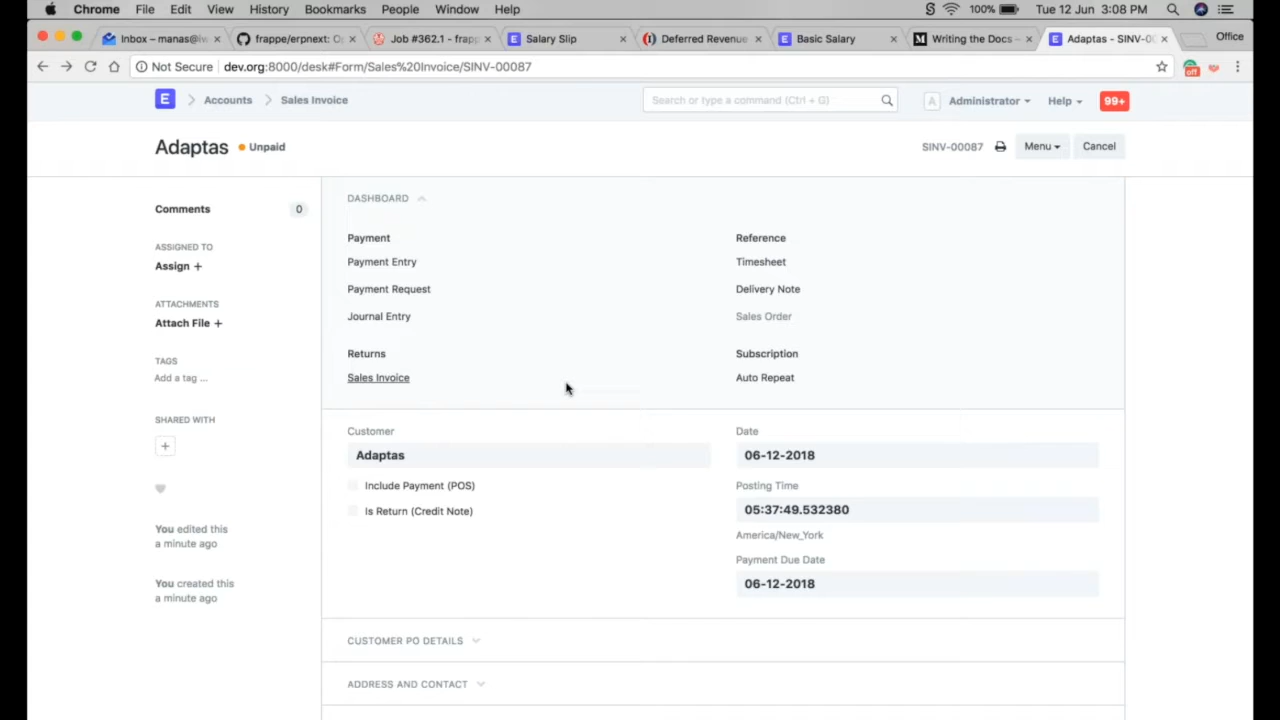 Chrome File Edit View History Bookmarks People Window Help 100% Tue 12 Jun 3:08 PM
Inbox – manas@iw × frappe/erpnext: O × Job #362.1 - frapp × Salary Slip × Deferred Revenue × Basic Salary × Writing the Docs – × Adaptas - SINV-00 × Office
Not Secure dev.org:8000/desk#Form/Sales%20Invoice/SINV-00087 off
E Accounts Sales Invoice Search or type a command (Ctrl + G) A Administrator Help 99+
Adaptas Unpaid SINV-00087 Menu Cancel
Comments 0
ASSIGNED TO
Assign +
ATTACHMENTS
Attach File +
TAGS
Add a tag ...
SHARED WITH
+
You edited this
a minute ago
You created this
a minute ago
DASHBOARD
Payment
Payment Entry
Payment Request
Journal Entry
Reference
Timesheet
Delivery Note
Sales Order
Returns
Sales Invoice
Subscription
Auto Repeat
Customer
Adaptas
Include Payment (POS)
Is Return (Credit Note)
Date
06-12-2018
Posting Time
05:37:49.532380
America/New_York
Payment Due Date
06-12-2018
CUSTOMER PO DETAILS
ADDRESS AND CONTACT